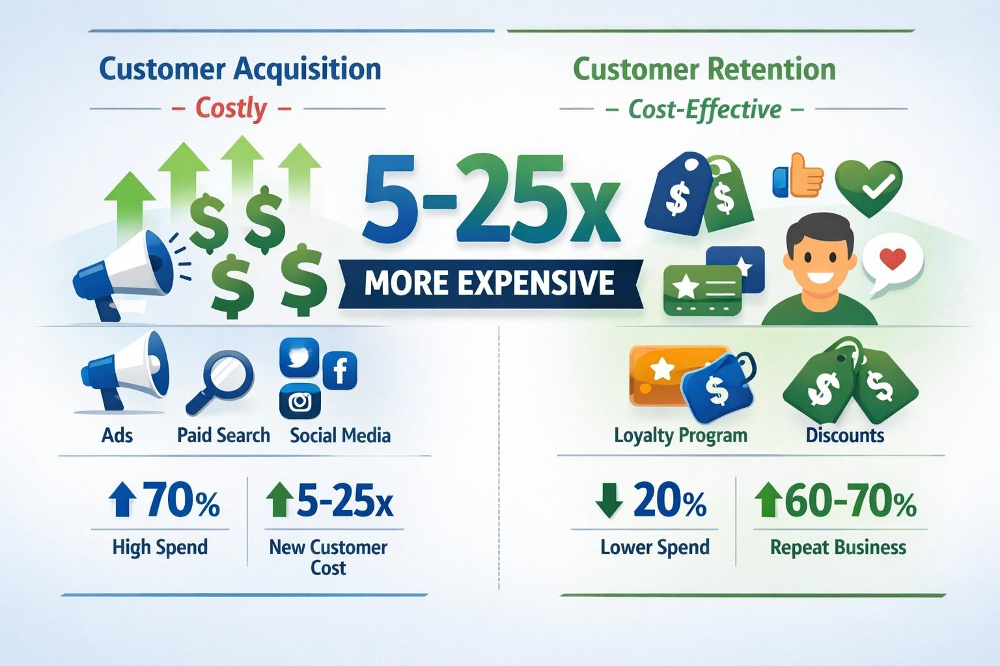 Customer Acquisition
– Costly –
Customer Retention
– Cost-Effective –
$ $
$ $
5-25x
MORE EXPENSIVE
$ $
f
Ads
Paid Search
Social Media
$
$ $
Loyalty Program
Discounts
70%
High Spend
5-25x
New Customer
Cost
20%
Lower Spend
60-70%
Repeat Business